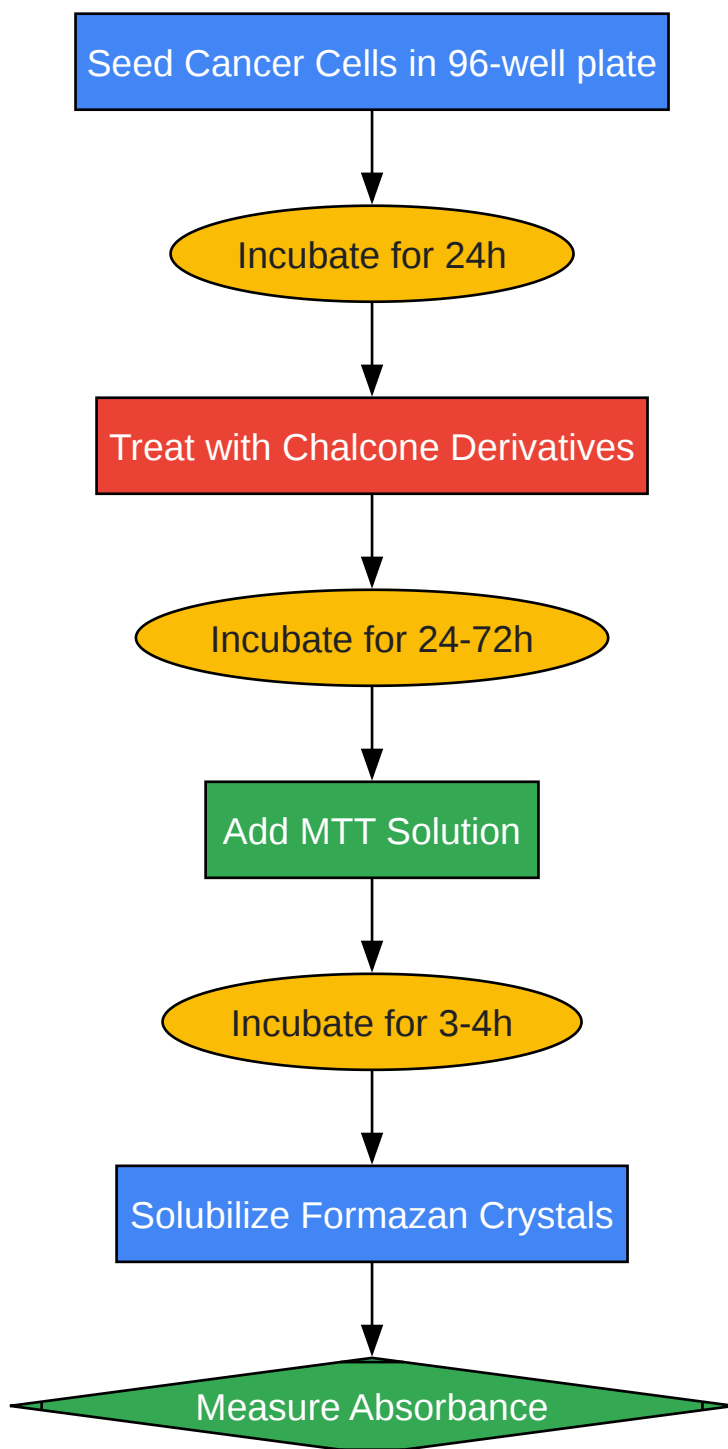 Seed Cancer Cells in 96-well plate
Incubate for 24h
Treat with Chalcone Derivatives
Incubate for 24-72h
Add MTT Solution
Incubate for 3-4h
Solubilize Formazan Crystals
Measure Absorbance